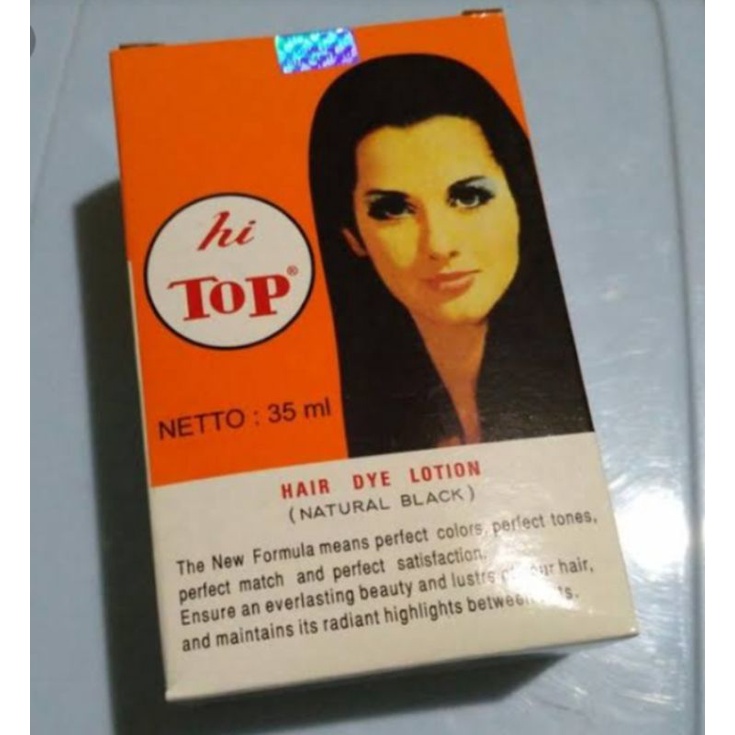 hi
TOP®
NETTO : 35 ml
HAIR DYE LOTION
(NATURAL BLACK)
The New Formula means perfect colors, perfect tones,
perfect match and perfect satisfaction,
Ensure an everlasting beauty and lustre hair,
and maintains its radiant highlights between